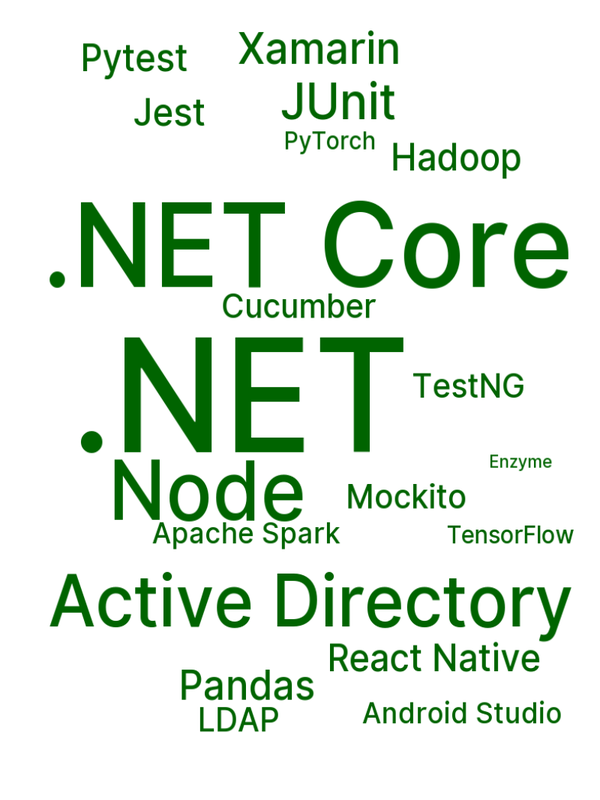 Pytest
Xamarin
Jest
JUnit
PyTorch
Hadoop
.NET Core
Cucumber
.NET
TestNG
Enzyme
Node
Mockito
Apache Spark
TensorFlow
Active Directory
React Native
Pandas
LDAP
Android Studio